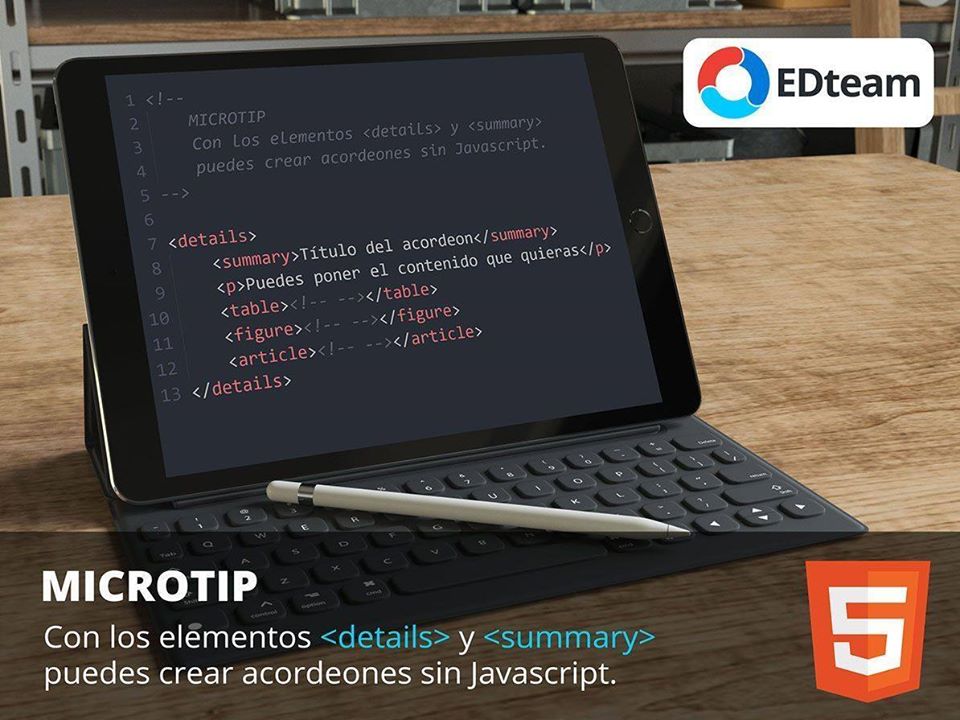 EDteam
1 <!--
2 MICROTIP
3 Con los elementos <details> y <summary>
4 puedes crear acordeones sin Javascript.
5 -->
6
7 <details>
8 <summary>Título del acordeon</summary>
9 <p>Puedes poner el contenido que quieras</p>
10 <table><!-- --></table>
11 <figure><!-- --></figure>
12 <article><!-- --></article>
13 </details>
MICROTIP
Con los elementos <details> y <summary>
puedes crear acordeones sin Javascript.
5